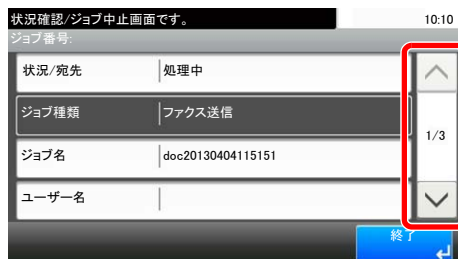 状況確認/ジョブ中止画面です。 10:10
ジョブ番号:
状況/宛先 処理中
ジョブ種類 ファクス送信
1/3
ジョブ名 doc20130404115151
ユーザー名
終了